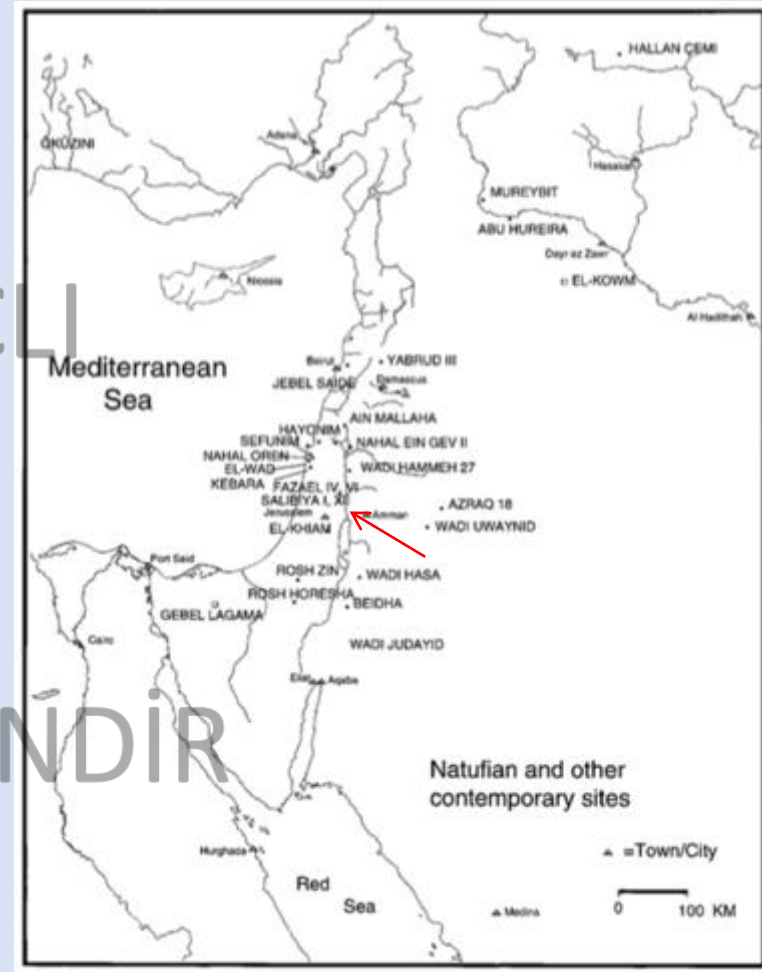 HALLAN ÇEMI
ÖKÜZINI
Adana
Hasakal
MUREYBIT
ABU HUREIRA
Dayr az Zawr
Nicosia
EL-KOWM
Al Hadithah
CLI
Mediterranean
Sea
Beirut
YABRUD III
JEBEL SAIDE
Damascus
AIN MALLAHA
HAYONIM
SEFUNIM
NAHAL EIN GEV II
NAHAL OREN
EL-WAD
WADI HAMMEH 27
KEBARA
FAZAEL IV, VI
SALIBIYA I, XII
AZRAQ 18
Jerusalem
Amman
EL-KHIAM
WADI UWAYNID
Port Said
ROSH ZIN
WADI HASA
ROSH HORESHA
BEIDHA
GEBEL LAGAMA
Cairo
WADI JUDAYID
Eilat
Aqaba
NDİR
Natufian and other
contemporary sites
Hurghada
=Town/City
Red
Sea
Medina
0 100 KM